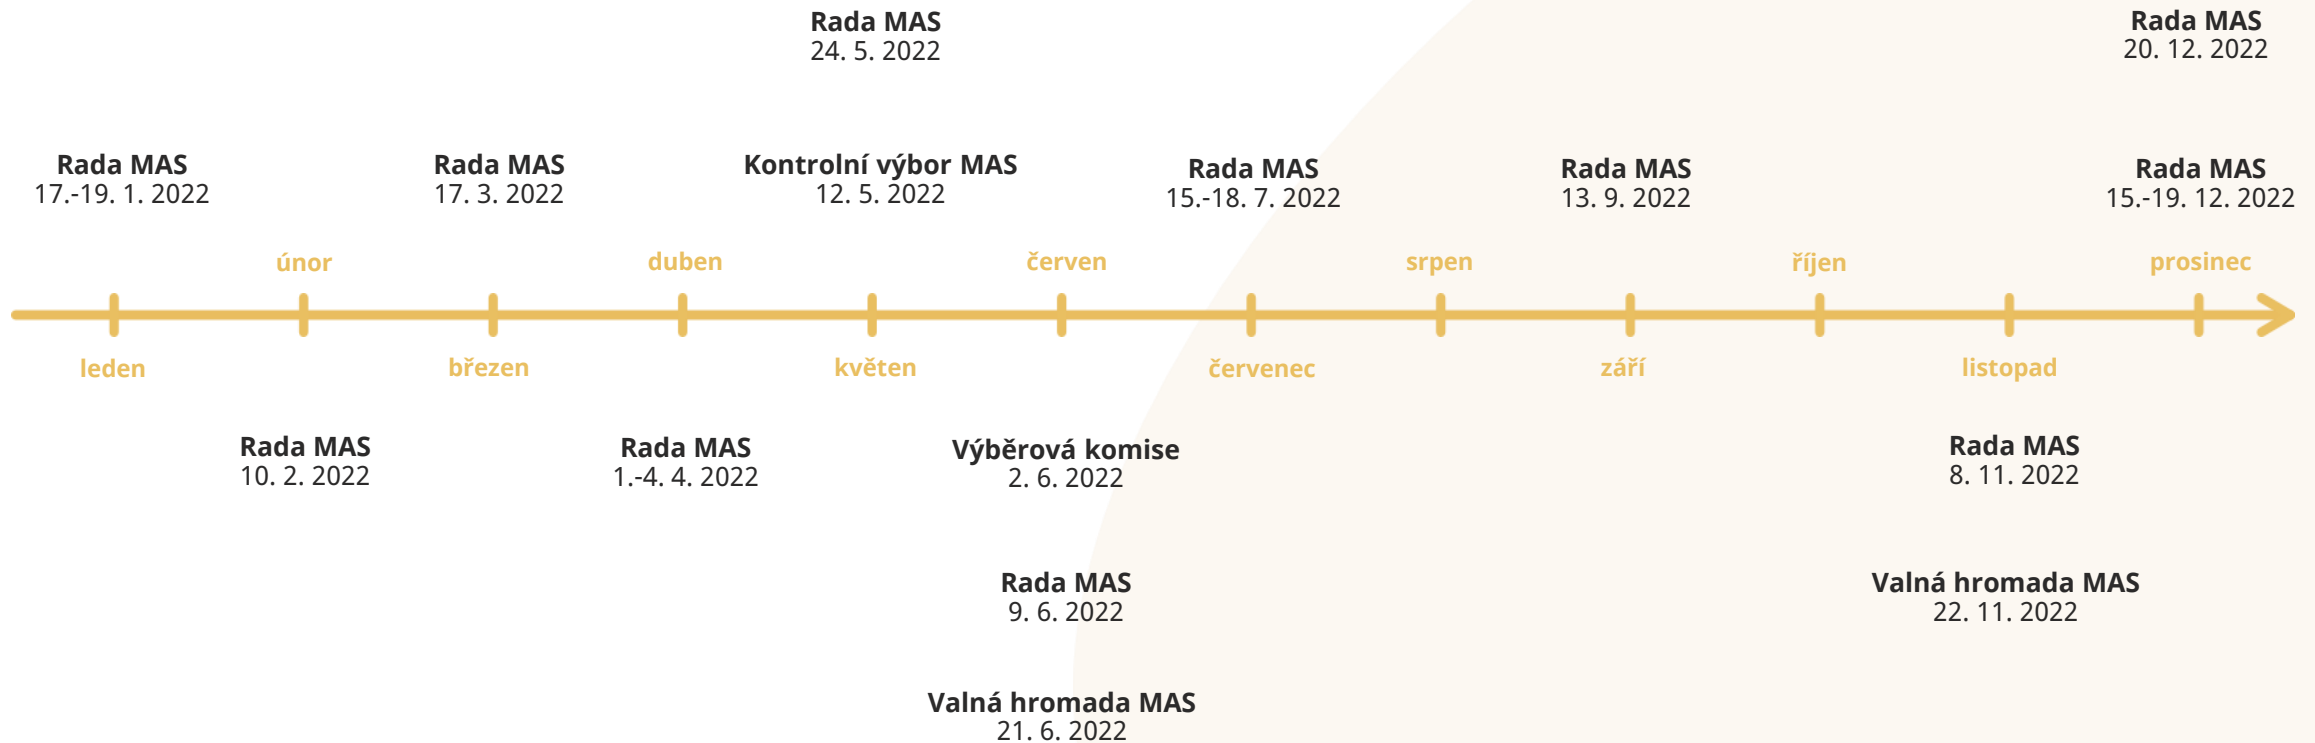 Rada MAS
24. 5. 2022
Rada MAS
20. 12. 2022
Rada MAS
17.-19. 1. 2022
Rada MAS
17. 3. 2022
Kontrolní výbor MAS
12. 5. 2022
Rada MAS
15.-18. 7. 2022
Rada MAS
13. 9. 2022
Rada MAS
15.-19. 12. 2022
únor
duben
červen
srpen
říjen
prosinec
leden
březen
květen
červenec
září
listopad
Rada MAS
10. 2. 2022
Rada MAS
1.-4. 4. 2022
Výběrová komise
2. 6. 2022
Rada MAS
8. 11. 2022
Rada MAS
9. 6. 2022
Valná hromada MAS
22. 11. 2022
Valná hromada MAS
21. 6. 2022